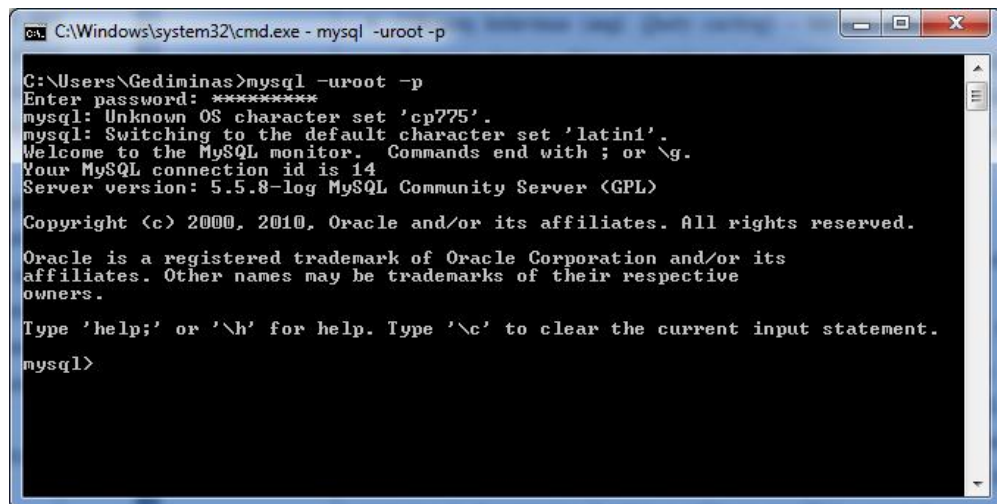 C:\Windows\system32\cmd.exe - mysql -uroot -p
C:\Users\Gediminas>mysql -uroot -p
Enter password: *********
mysql: Unknown OS character set 'cp775'.
mysql: Switching to the default character set 'latin1'.
Welcome to the MySQL monitor.  Commands end with ; or \g.
Your MySQL connection id is 14
Server version: 5.5.8-log MySQL Community Server (GPL)
Copyright (c) 2000, 2010, Oracle and/or its affiliates. All rights reserved.
Oracle is a registered trademark of Oracle Corporation and/or its
affiliates. Other names may be trademarks of their respective
owners.
Type 'help;' or '\h' for help. Type '\c' to clear the current input statement.
mysql>